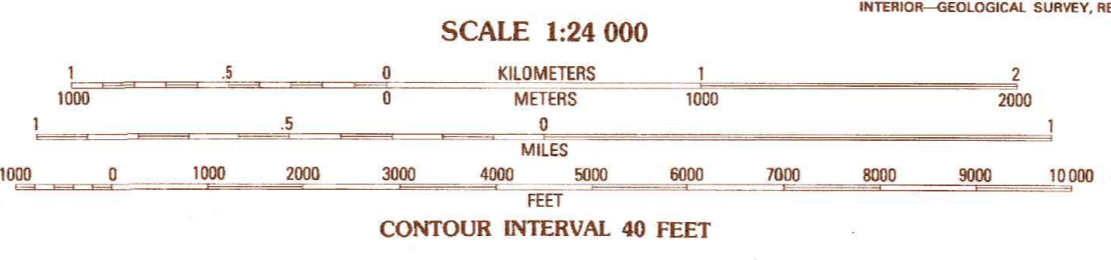 INTERIOR—GEOLOGICAL SURVEY, RE
SCALE 1:24 000
1 .5 0 KILOMETERS 1 2
1000 0 METERS 1000 2000
1 .5 0 1
MILES
1000 0 1000 2000 3000 4000 5000 6000 7000 8000 9000 10 000
FEET
CONTOUR INTERVAL 40 FEET